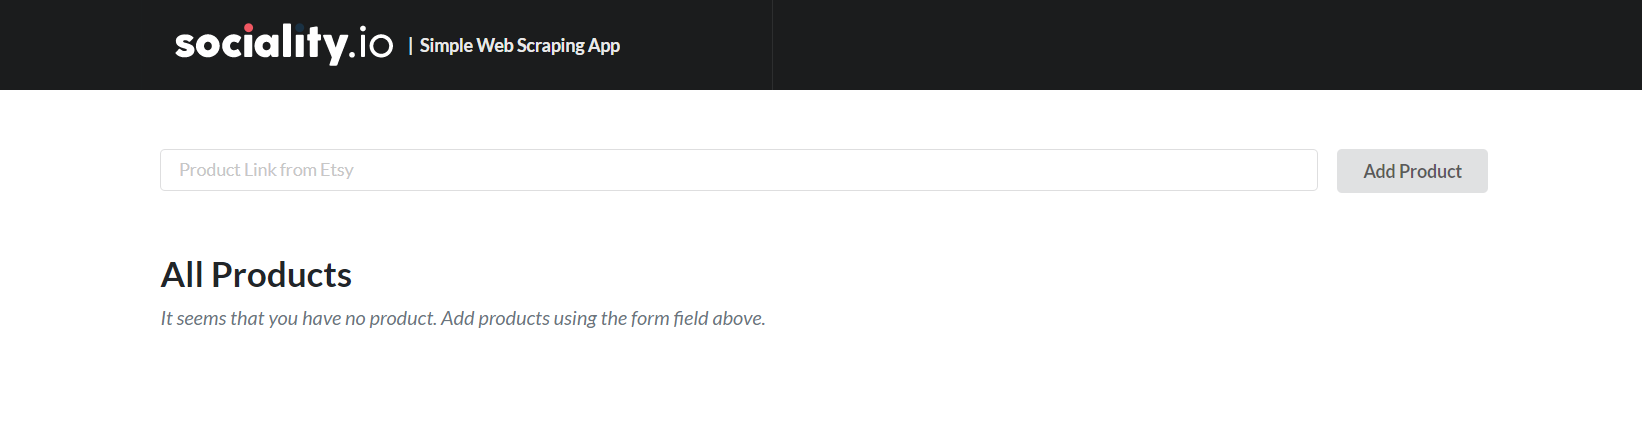 sociality.io | Simple Web Scraping App
Product Link from Etsy
Add Product
All Products
It seems that you have no product. Add products using the form field above.